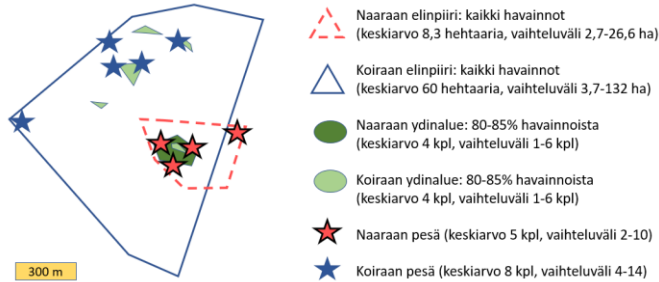 Naaraan elinpiiri: kaikki havainnot
(keskiarvo 8,3 hehtaaria, vaihteluväli 2,7-26,6 ha)
Koiraan elinpiiri: kaikki havainnot
(keskiarvo 60 hehtaaria, vaihteluväli 3,7-132 ha)
Naaraan ydinalue: 80-85% havainnoista
(keskiarvo 4 kpl, vaihteluväli 1-6 kpl)
Koiraan ydinalue: 80-85% havainnoista
(keskiarvo 4 kpl, vaihteluväli 1-6 kpl)
Naaraan pesä (keskiarvo 5 kpl, vaihteluväli 2-10)
Koiraan pesä (keskiarvo 8 kpl, vaihteluväli 4-14)
300 m